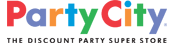 Party City.
THE DISCOUNT PARTY SUPER STORE